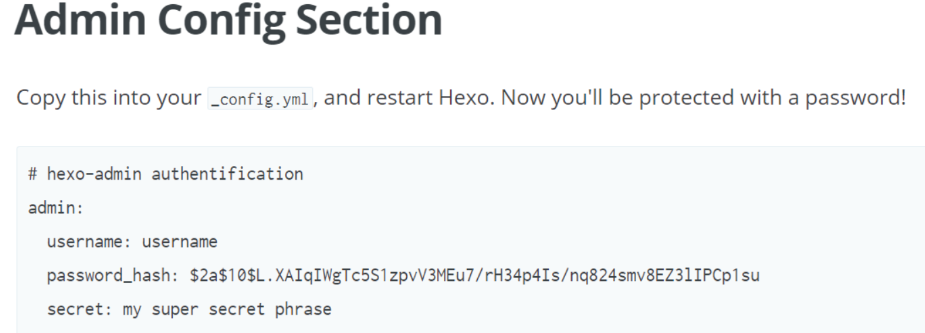 Admin Config Section
Copy this into your _config.yml, and restart Hexo. Now you'll be protected with a password!
# hexo-admin authentification
admin:
username: username
password_hash: $2a$10$L.XAIqIWgTc5S1zpvV3MEu7/rH34p4Is/nq824smv8EZ3lIPCp1su
secret: my super secret phrase